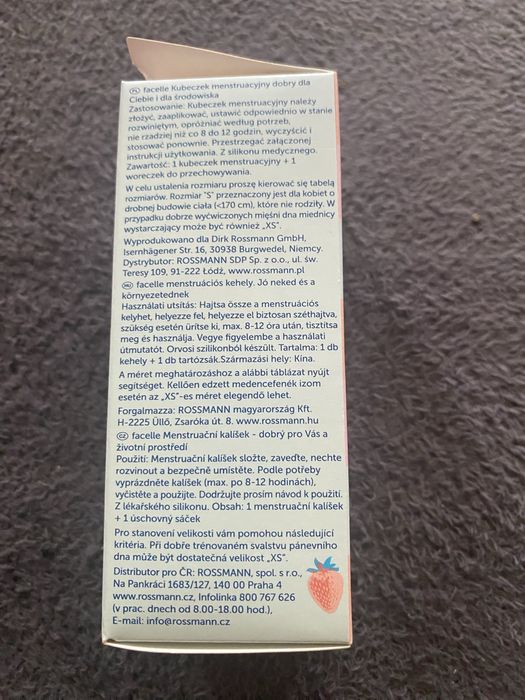 PL facelle Kubeczek menstruacyjny dobry dla
Ciebie i dla środowiska
Zastosowanie: Kubeczek menstruacyjny należy
złożyć, zaaplikować, ustawić odpowiednio w stanie
rozwiniętym, opróżniać według potrzeb,
nie rzadziej niż co 8 do 12 godzin, wyczyścić i
stosować ponownie. Przestrzegać załączonej
instrukcji użytkowania. Z silikonu medycznego.
Zawartość: 1 kubeczek menstruacyjny + 1
woreczek do przechowywania.
W celu ustalenia rozmiaru proszę kierować się tabelą
rozmiarów. Rozmiar "S" przeznaczony jest dla kobiet o
drobnej budowie ciała (<170 cm), które nie rodziły. W
przypadku dobrze wyćwiczonych mięśni dna miednicy
wystarczający może być również „XS”.
Wyprodukowano dla Dirk Rossmann GmbH,
Isernhägener Str. 16, 30938 Burgwedel, Niemcy.
Dystrybutor: ROSSMANN SDP Sp. z o.o., ul. św.
Teresy 109, 91-222 Łódź, www.rossmann.pl
HU facelle menstruációs kehely. Jó neked és a
környezetednek
Használati utsítás: Hajtsa össze a menstruációs
kelyhet, helyezze fel, helyezze el biztosan széthajtva,
szükség esetén ürítse ki, max. 8-12 óra után, tisztítsa
meg és használja. Vegye figyelembe a használati
útmutatót. Orvosi szilikonból készült. Tartalma: 1 db
kehely + 1 db tartózsák.Származási hely: Kína.
A méret meghatározáshoz a alábbi táblázat nyújt
segítséget. Kellően edzett medencefenék izom
esetén az „XS”-es méret elegendő lehet.
Forgalmazza: ROSSMANN magyarország Kft.
H-2225 Üllő, Zsaróka út. 8. www.rossmann.hu
CZ facelle Menstruační kalíšek - dobrý pro Vás a
životní prostředí
Použití: Menstruační kalíšek složte, zaveďte, nechte
rozvinout a bezpečně umístěte. Podle potřeby
vyprázdněte kalíšek (max. po 8-12 hodinách),
vyčistěte a použijte. Dodržujte prosím návod k použití.
Z lékařského silikonu. Obsah: 1 menstruační kalíšek
+ 1 úschovný sáček
Pro stanovení velikosti vám pomohou následující
kritéria. Při dobře trénovaném svalstvu pánevního
dna může být dostatečná velikost „XS”.
Distributor pro ČR: ROSSMANN, spol. s r.o.,
Na Pankráci 1683/127, 140 00 Praha 4
www.rossmann.cz, Infolinka 800 767 626
(v prac. dnech od 8.00-18.00 hod.),
E-mail: info@rossmann.cz